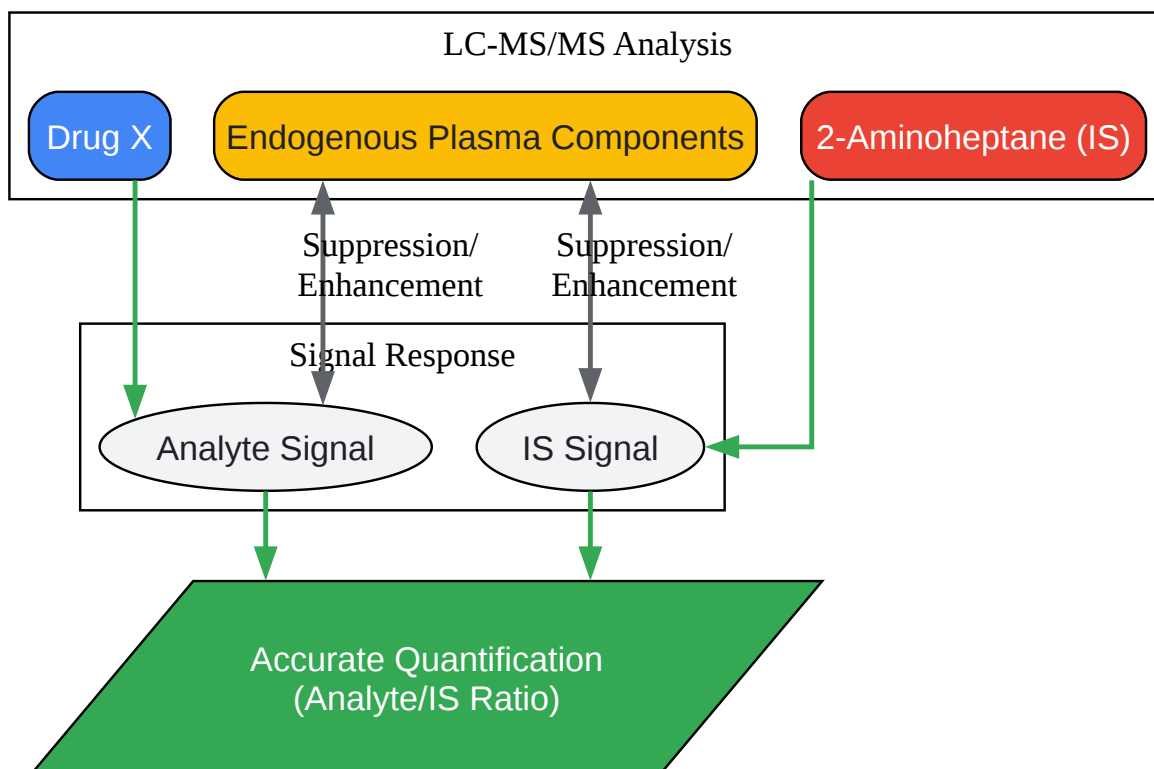 LC-MS/MS Analysis
Drug X
Endogenous Plasma Components
2-Aminoheptane (IS)
Suppression/
Enhancement
Suppression/
Enhancement
Signal Response
Analyte Signal
IS Signal
Accurate Quantification
(Analyte/IS Ratio)